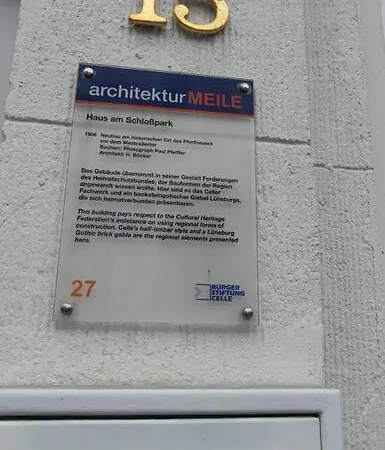 13
architekturMEILE
Haus am Schloßpark
1908 Neubau am historischen Ort des Pforthauses
vor dem Westcellertor
Bauherr: Photograph Paul Pfeiffer
Architekt: H. Böcker
Das Gebäude übernimmt in seiner Gestalt Forderungen
des Heimatschutzbundes, der Bauformen der Region
angewandt wissen wollte. Hier sind es das Celler
Fachwerk und ein backsteingotischer Giebel Lüneburgs,
die sich heimatverbunden präsentieren.
This building pays respect to the Cultural Heritage
Federation's insistence on using regional forms of
construction. Celle's half-timber style and a Lüneburg
Gothic brick gable are the regional elements presented
here.
27
BÜRGER
STIFTUNG
CELLE